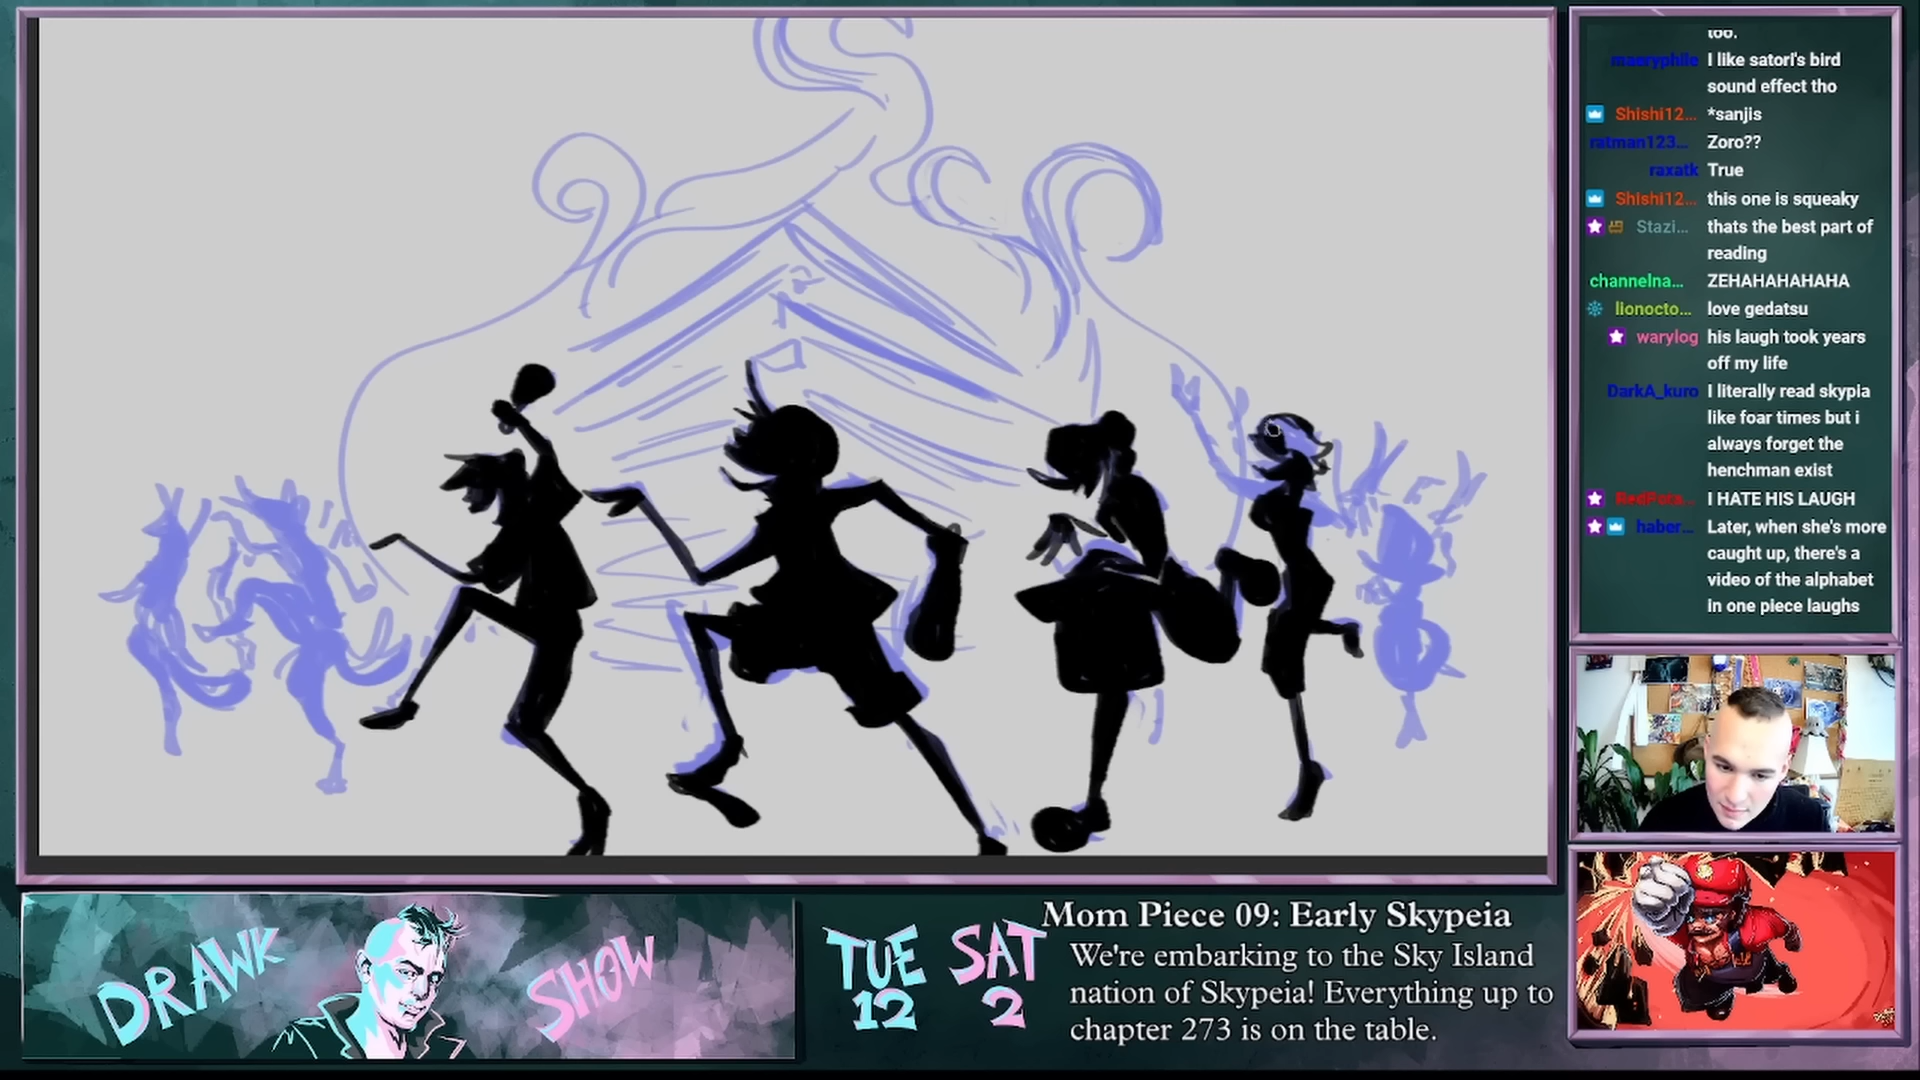 too.
maeryphile I like satori's bird
sound effect tho
Shishi12... *sanjis
ratman123... Zoro??
raxatk True
Shishi12... this one is squeaky
Stazi... thats the best part of
reading
channelna... ZEHAHAHAHAHA
lionocto... love gedatsu
warylog his laugh took years
off my life
DarkA_kuro I literally read skypia
like foar times but i
always forget the
henchman exist
I HATE HIS LAUGH
haber... Later, when she's more
caught up, there's a
video of the alphabet
in one piece laughs
DRAWK SHOW
TUE SAT
12 2
Mom Piece 09: Early Skypeia
We're embarking to the Sky Island
nation of Skypeia! Everything up to
chapter 273 is on the table.